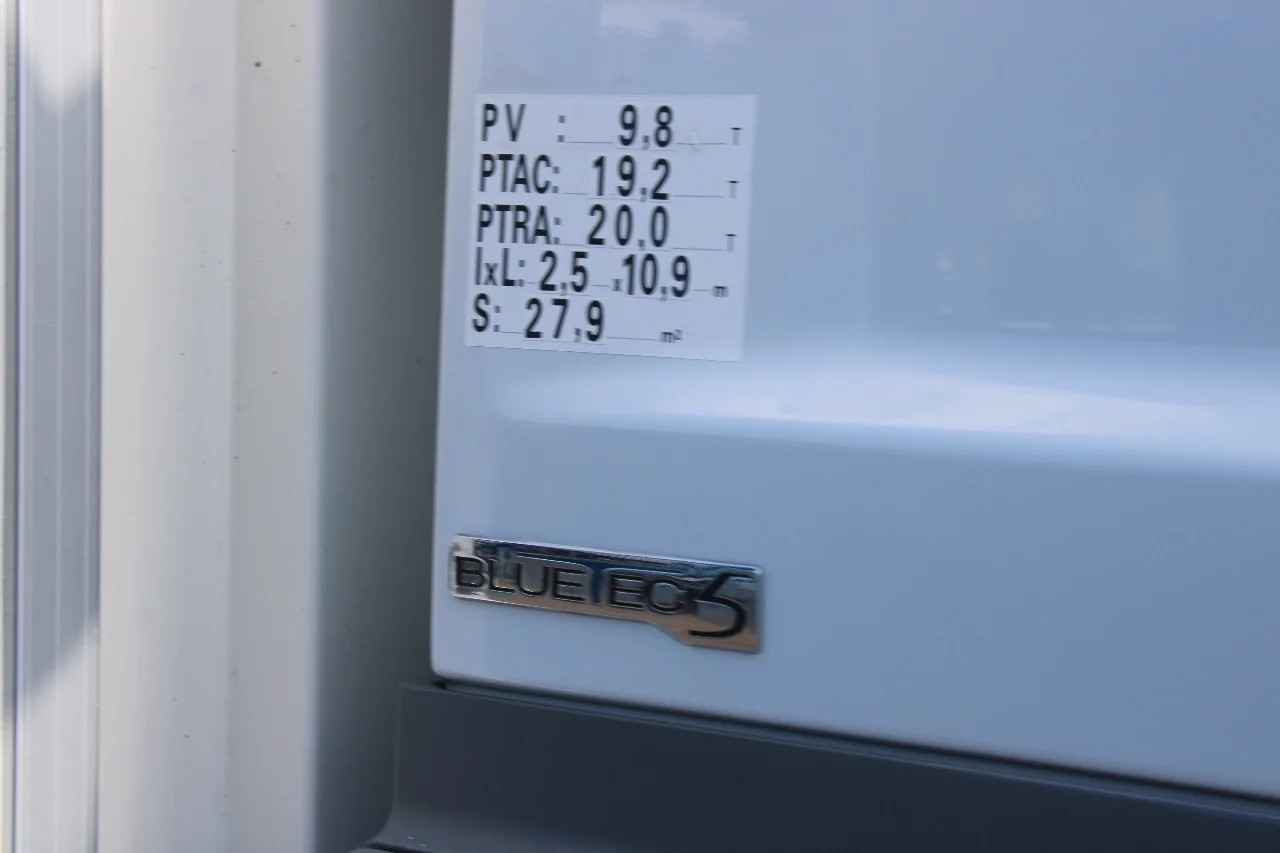 PV : 9,8 T
PTAC: 19,2 T
PTRA: 20,0 T
lxL: 2,5 x 10,9 m
S: 27,9 m²
BLUETEC 5